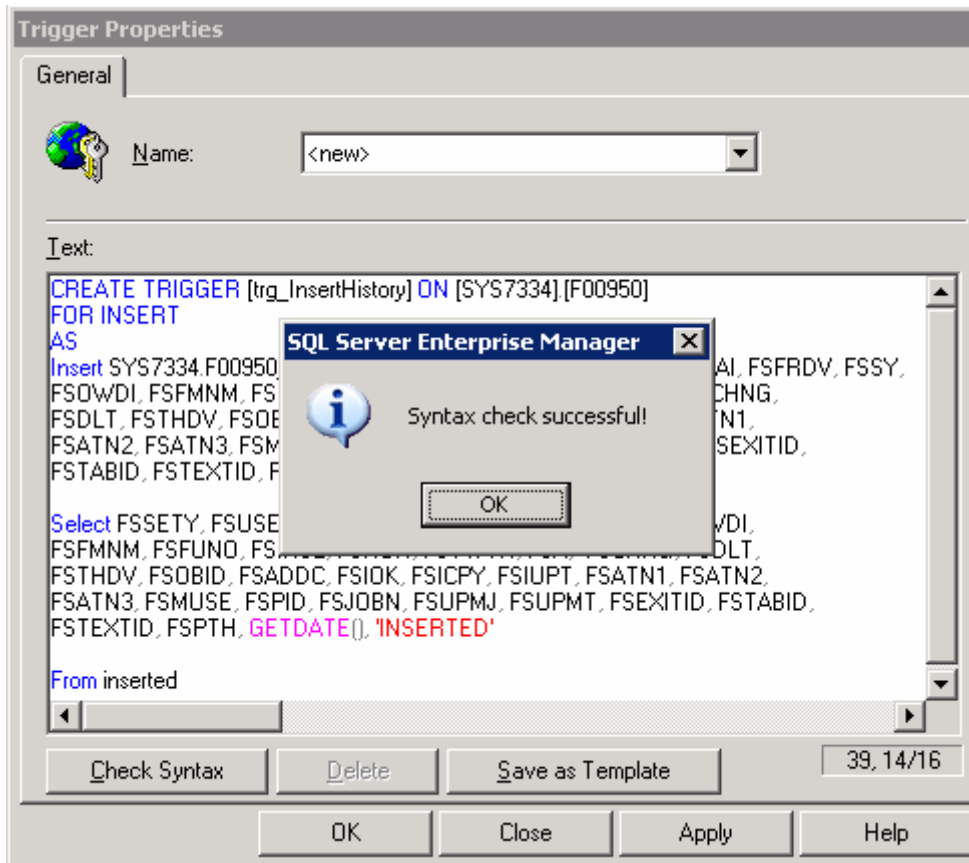 Trigger Properties
General
Name:
<new>
Text:
CREATE TRIGGER [trg_InsertHistory] ON [SYS7334].[F00950]
FOR INSERT
AS
SQL Server Enterprise Manager
Insert SYS7334.F00950 AI, FSFRDV, FSSY,
FSOWDI, FSFMNM, FS CHNG,
Syntax check successful!
FSDLT, FSTHDV, FSOB TN1,
FSATN2, FSATN3, FSM SEXITID,
FSTABID, FSTEXTID, F
OK
Select FSSETY, FSUSE WDI,
FSFMNM, FSFUNO, FS DLT,
FSTHDV, FSOBID, FSADDC, FSIOK, FSICPY, FSIUPT, FSATN1, FSATN2,
FSATN3, FSMUSE, FSPID, FSJOBN, FSUPMJ, FSUPMT, FSEXITID, FSTABID,
FSTEXTID, FSPTH, GETDATE(), 'INSERTED'
From inserted
Check Syntax Delete Save as Template 39, 14/16
OK Close Apply Help